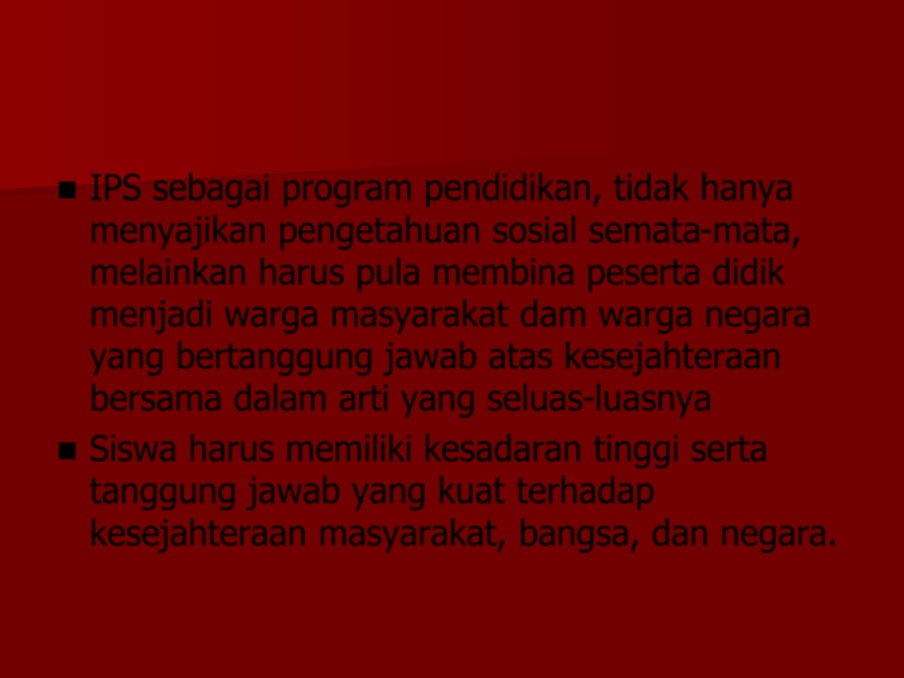 ■ IPS sebagai program pendidikan, tidak hanya
menyajikan pengetahuan sosial semata-mata,
melainkan harus pula membina peserta didik
menjadi warga masyarakat dam warga negara
yang bertanggung jawab atas kesejahteraan
bersama dalam arti yang seluas-luasnya
■ Siswa harus memiliki kesadaran tinggi serta
tanggung jawab yang kuat terhadap
kesejahteraan masyarakat, bangsa, dan negara.